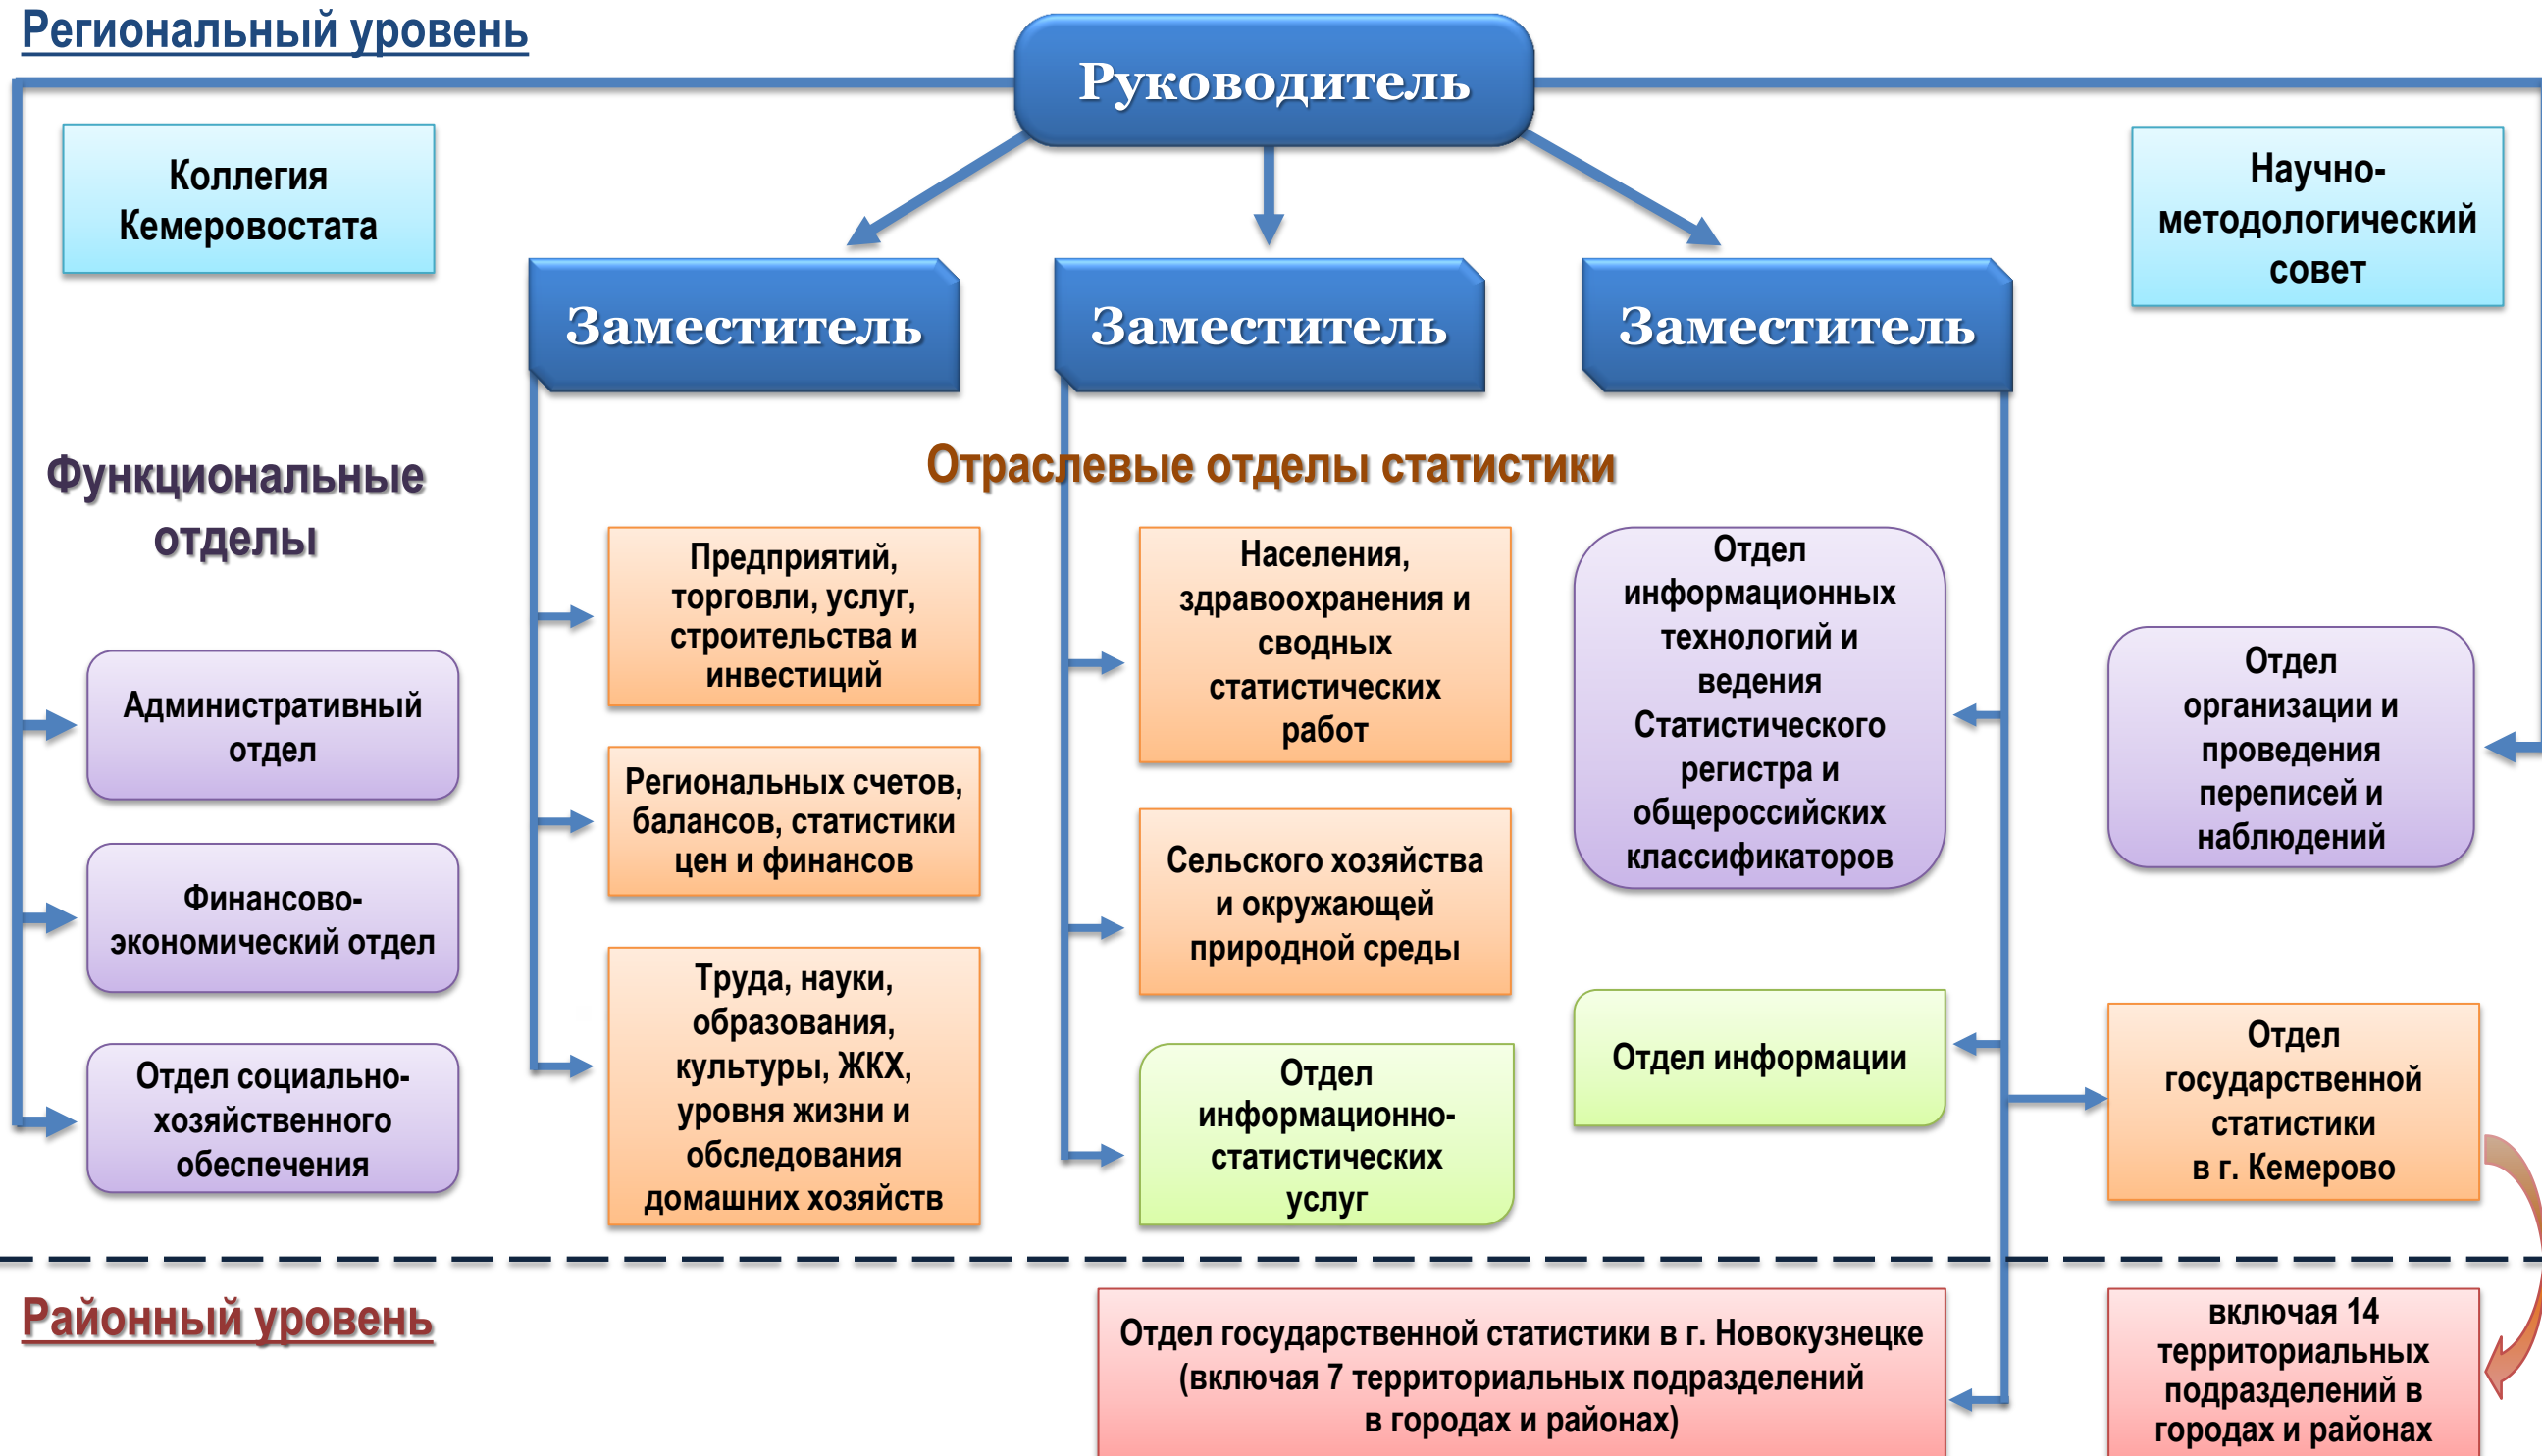 Региональный уровень
Руководитель
Коллегия
Кемеровостата
Научно-
методологический
совет
Заместитель
Заместитель
Заместитель
Функциональные
отделы
Отраслевые отделы статистики
Административный
отдел
Финансово-
экономический отдел
Отдел социально-
хозяйственного
обеспечения
Предприятий,
торговли, услуг,
строительства и
инвестиций
Региональных счетов,
балансов, статистики
цен и финансов
Труда, науки,
образования,
культуры, ЖКХ,
уровня жизни и
обследования
домашних хозяйств
Населения,
здравоохранения и
сводных
статистических
работ
Сельского хозяйства
и окружающей
природной среды
Отдел
информационно-
статистических
услуг
Отдел
информационных
технологий и
ведения
Статистического
регистра и
общероссийских
классификаторов
Отдел информации
Отдел
организации и
проведения
переписей и
наблюдений
Отдел
государственной
статистики
в г. Кемерово
Районный уровень
Отдел государственной статистики в г. Новокузнецке
(включая 7 территориальных подразделений
в городах и районах)
включая 14
территориальных
подразделений в
городах и районах